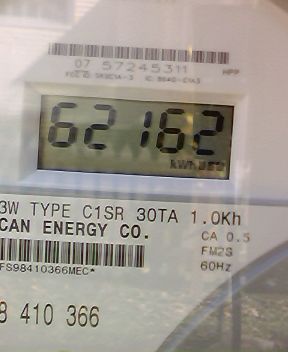 07 57245311
HPP
62162
3W TYPE C1SR 30TA 1.0Kh
CAN ENERGY CO.
CA 0.5
FM2S
60Hz
FS98410366MEC*
8 410 366